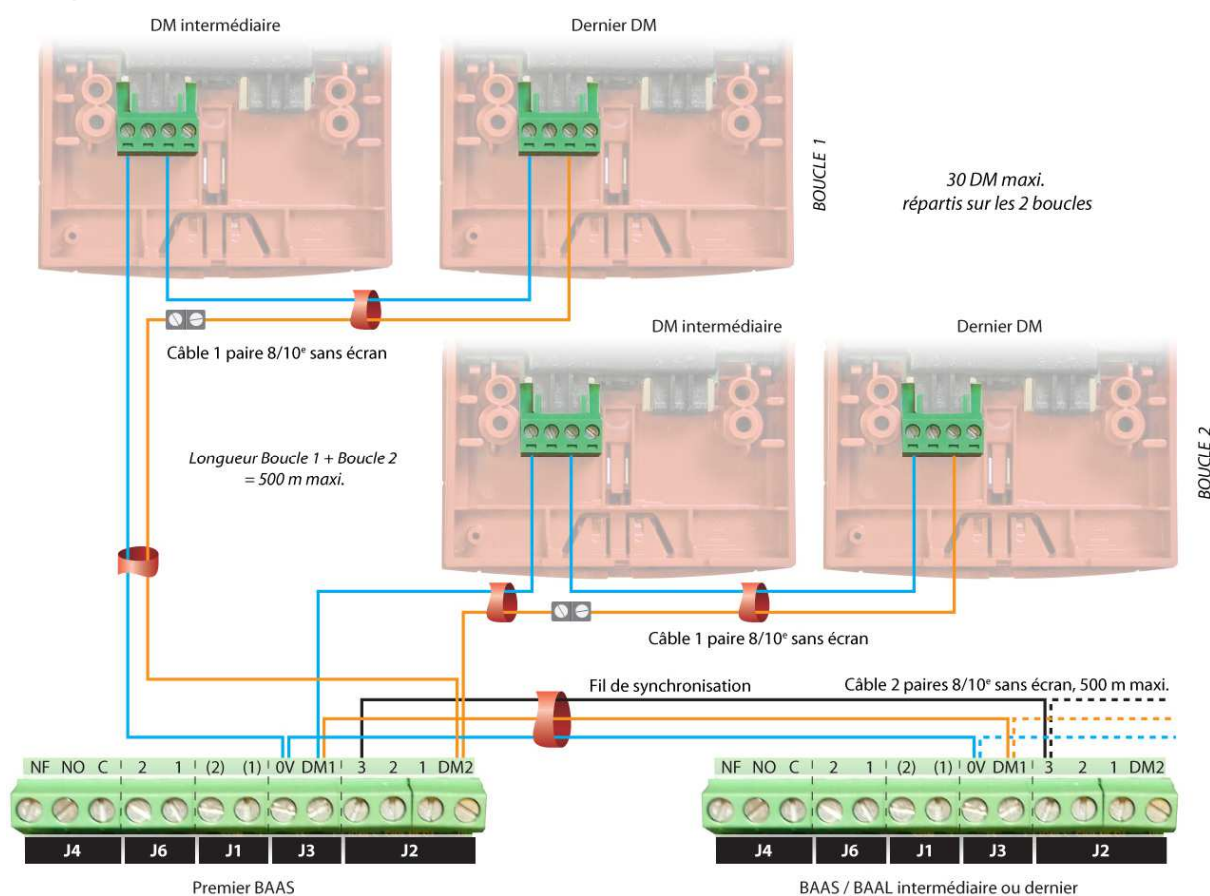 DM intermédiaire
Dernier DM
BOUCLE 1
30 DM maxi.
répartis sur les 2 boucles
Câble 1 paire 8/10e sans écran
DM intermédiaire
Dernier DM
BOUCLE 2
Longueur Boucle 1 + Boucle 2
= 500 m maxi.
Câble 1 paire 8/10e sans écran
Fil de synchronisation
Câble 2 paires 8/10e sans écran, 500 m maxi.
NF NO C 2 1 (2) (1) 0V DM1 3 2 1 DM2
J4 J6 J1 J3 J2
Premier BAAS
NF NO C 2 1 (2) (1) 0V DM1 3 2 1 DM2
J4 J6 J1 J3 J2
BAAS / BAAL intermédiaire ou dernier